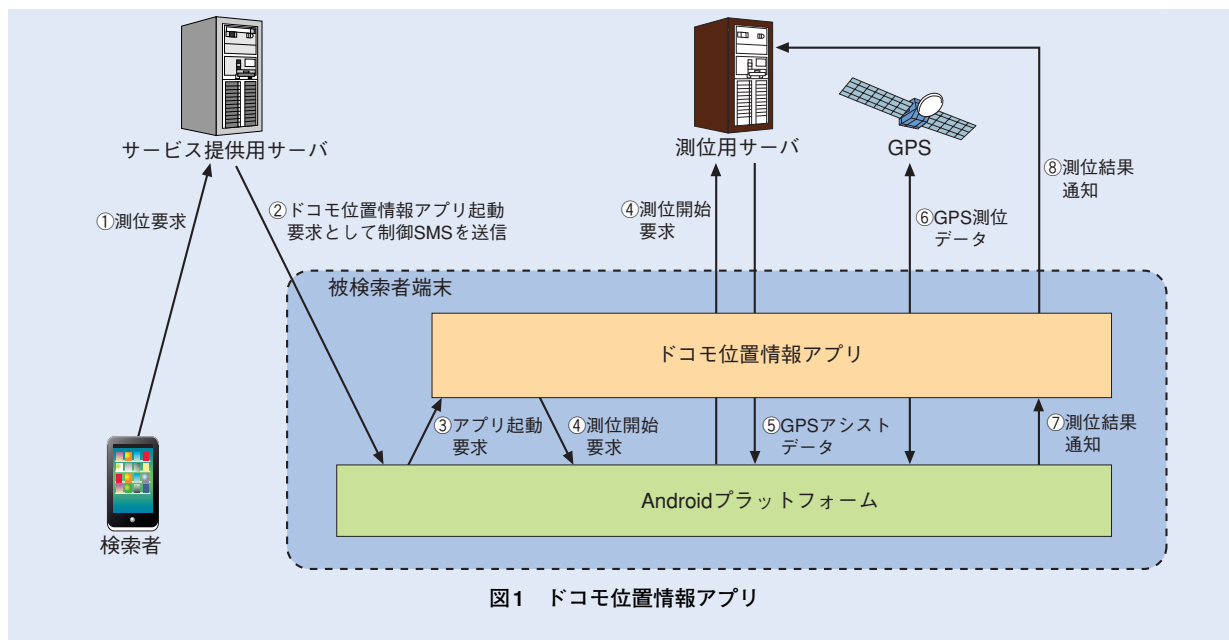 サービス提供用サーバ
測位用サーバ
GPS
①測位要求
②ドコモ位置情報アプリ起動
要求として制御SMSを送信
④測位開始
要求
⑥GPS測位
データ
⑧測位結果
通知
被検索者端末
ドコモ位置情報アプリ
③アプリ起動
要求
④測位開始
要求
⑤GPSアシスト
データ
⑦測位結果
通知
Androidプラットフォーム
検索者
図1 ドコモ位置情報アプリ